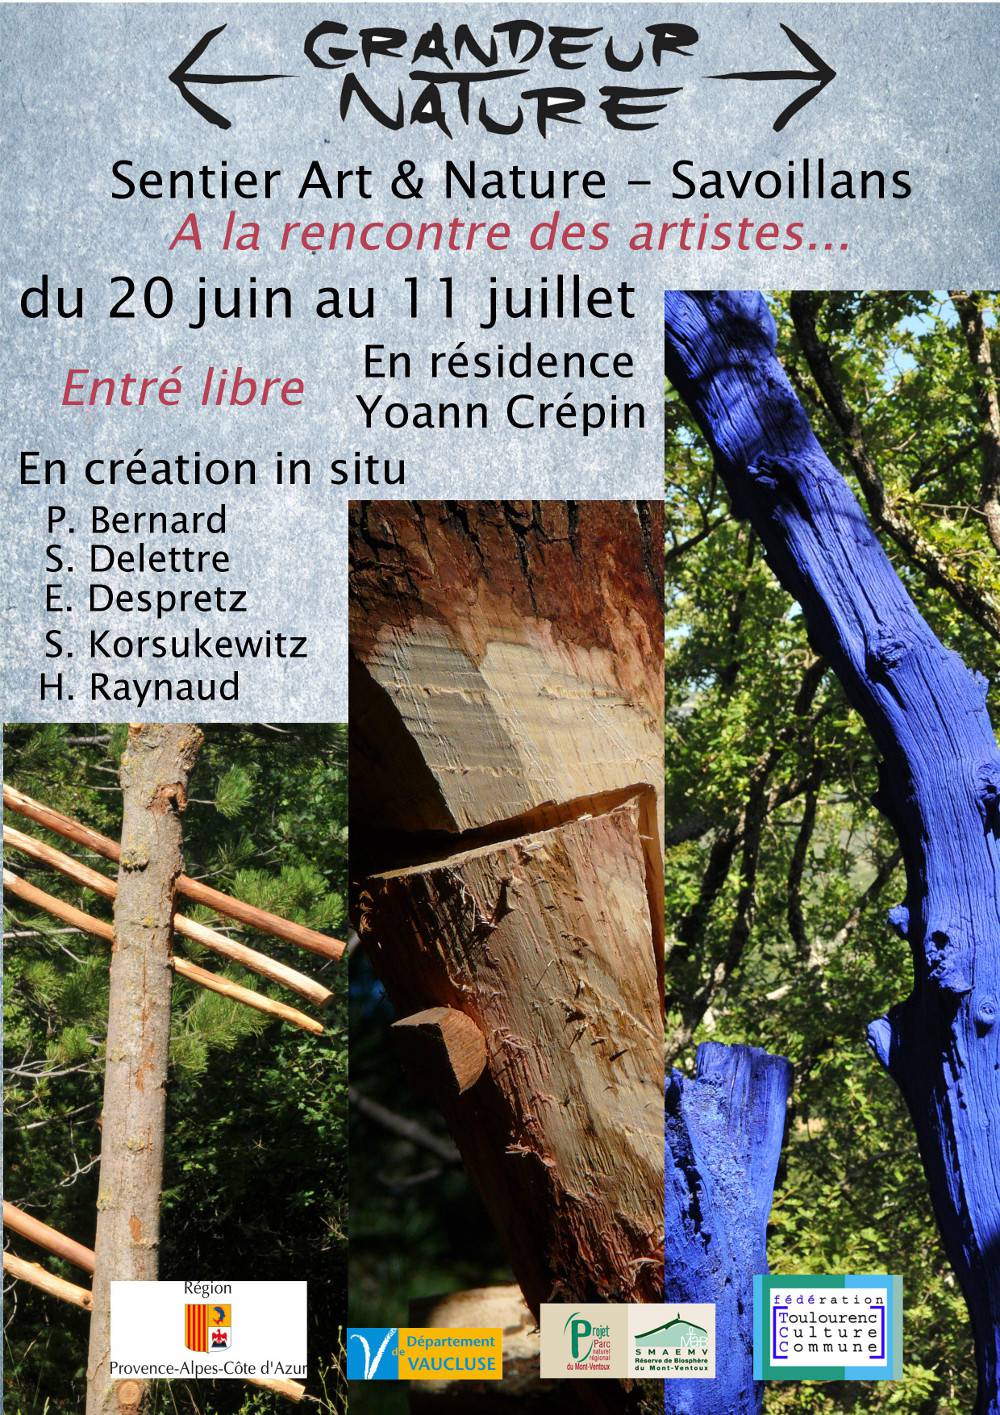 GRANDEUR
NATURE
Sentier Art & Nature - Savoillans
A la rencontre des artistes...
du 20 juin au 11 juillet
Entré libre
En résidence
Yoann Crépin
En création in situ
P. Bernard
S. Delettre
E. Despretz
S. Korsukewitz
H. Raynaud
Région
Provence-Alpes-Côte d'Azur
Département
de VAUCLUSE
Projet
Parc
naturel
régional
du Mont-Ventoux
MAB
SMAEMV
Réserve de Biosphère
du Mont-Ventoux
fédération
Toulourenc
Culture
Commune